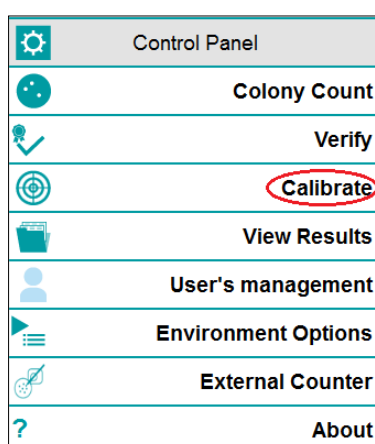 Control Panel
Colony Count
Verify
Calibrate
View Results
User's management
Environment Options
External Counter
? About